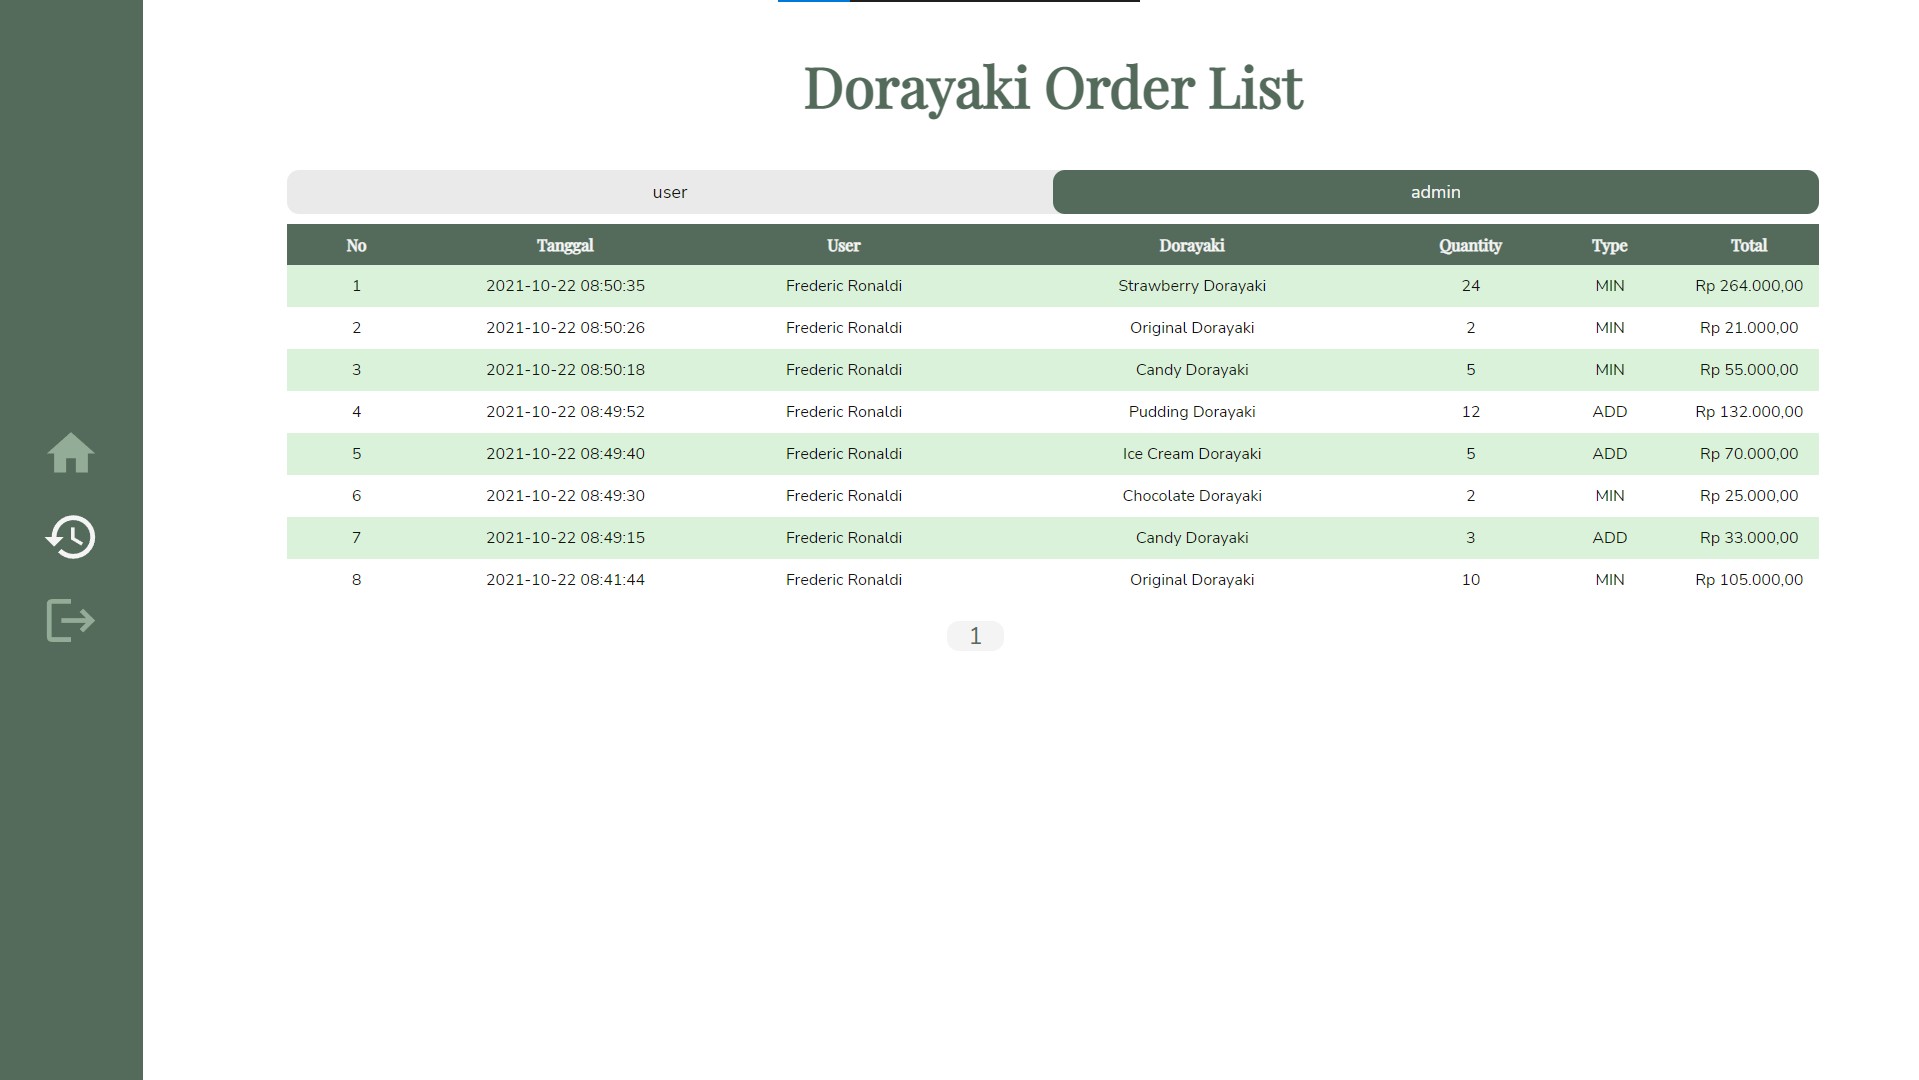 Dorayaki Order List
user admin
No Tanggal User Dorayaki Quantity Type Total
1 2021-10-22 08:50:35 Frederic Ronaldi Strawberry Dorayaki 24 MIN Rp 264.000,00
2 2021-10-22 08:50:26 Frederic Ronaldi Original Dorayaki 2 MIN Rp 21.000,00
3 2021-10-22 08:50:18 Frederic Ronaldi Candy Dorayaki 5 MIN Rp 55.000,00
4 2021-10-22 08:49:52 Frederic Ronaldi Pudding Dorayaki 12 ADD Rp 132.000,00
5 2021-10-22 08:49:40 Frederic Ronaldi Ice Cream Dorayaki 5 ADD Rp 70.000,00
6 2021-10-22 08:49:30 Frederic Ronaldi Chocolate Dorayaki 2 MIN Rp 25.000,00
7 2021-10-22 08:49:15 Frederic Ronaldi Candy Dorayaki 3 ADD Rp 33.000,00
8 2021-10-22 08:41:44 Frederic Ronaldi Original Dorayaki 10 MIN Rp 105.000,00
1